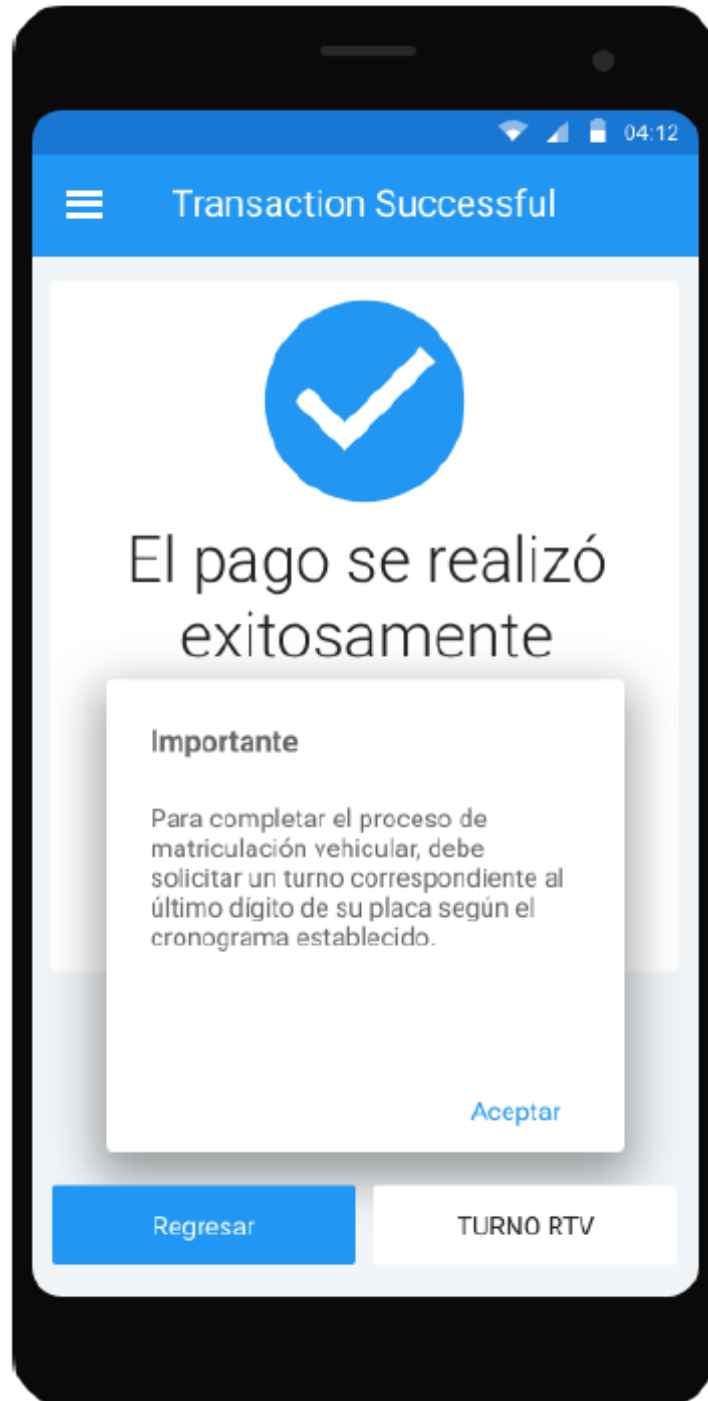 04:12
Transaction Successful
El pago se realizó
exitosamente
Importante
Para completar el proceso de
matriculación vehicular, debe
solicitar un turno correspondiente al
último dígito de su placa según el
cronograma establecido.
Aceptar
Regresar
TURNO RTV